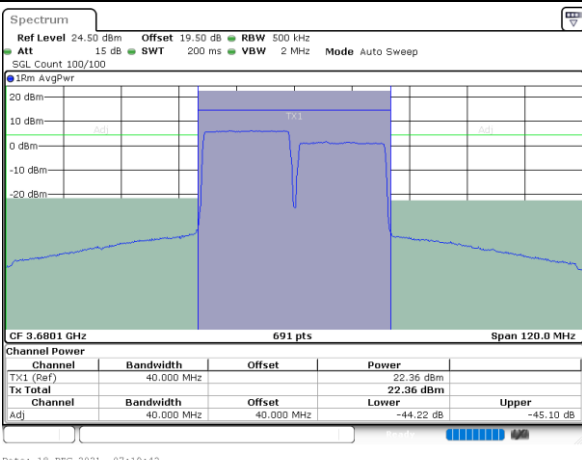 Spectrum
Ref Level 24.50 dBm Offset 19.50 dB RBW 500 kHz
Att 15 dB SWT 200 ms VBW 2 MHz Mode Auto Sweep
SGL Count 100/100
1Rm AvgPwr
20 dBm
TX1
10 dBm
Adj Adj
0 dBm
-10 dBm
-20 dBm
CF 3.6801 GHz 691 pts Span 120.0 MHz
Channel Power
Channel Bandwidth Offset Power
TX1 (Ref) 40.000 MHz 22.36 dBm
Tx Total 22.36 dBm
Channel Bandwidth Offset Lower Upper
Adj 40.000 MHz 40.000 MHz -44.22 dB -45.10 dB
Ready